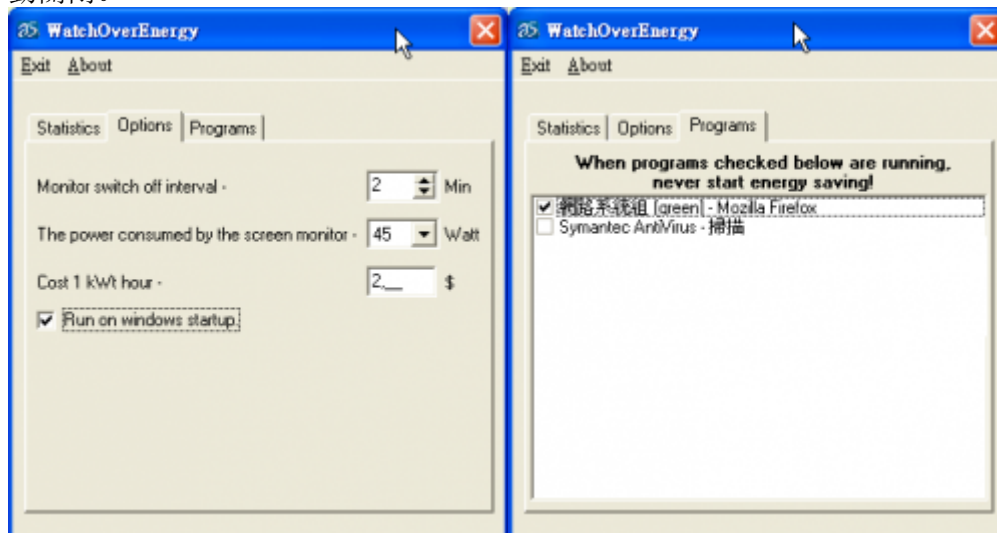 WatchOverEnergy
Exit About
Statistics Options Programs
Monitor switch off interval - 2 Min
The power consumed by the screen monitor - 45 Watt
Cost 1 kWt hour - 2,__ $
Run on windows startup.
WatchOverEnergy
Exit About
Statistics Options Programs
When programs checked below are running,
never start energy saving!
網路系統組 [green] - Mozilla Firefox
Symantec AntiVirus - 掃描